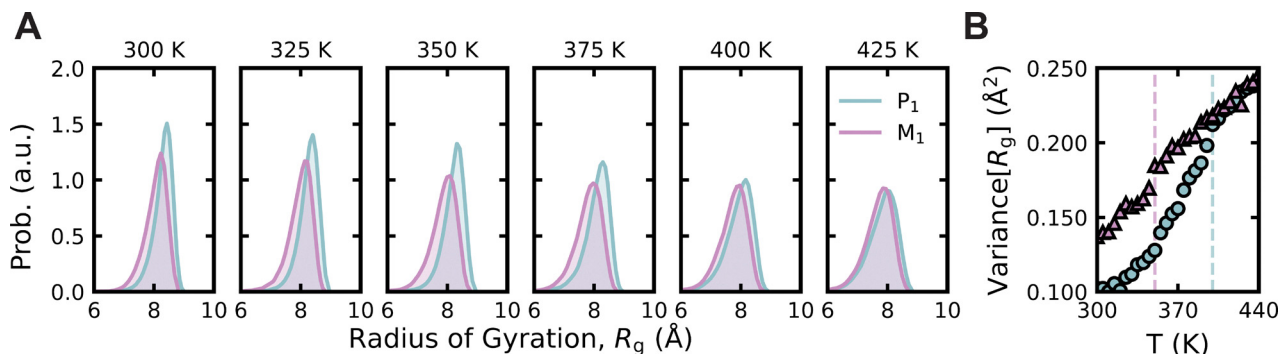 A
300 K 325 K 350 K 375 K 400 K 425 K
Prob. (a.u.)
2.0
1.5
1.0
0.5
0.0
P₁
M₁
6 8 10 6 8 10 6 8 10 6 8 10 6 8 10 6 8 10
Radius of Gyration, Rg (Å)
B
Variance[Rg] (Å²)
0.250
0.200
0.150
0.100
300 370 440
T (K)